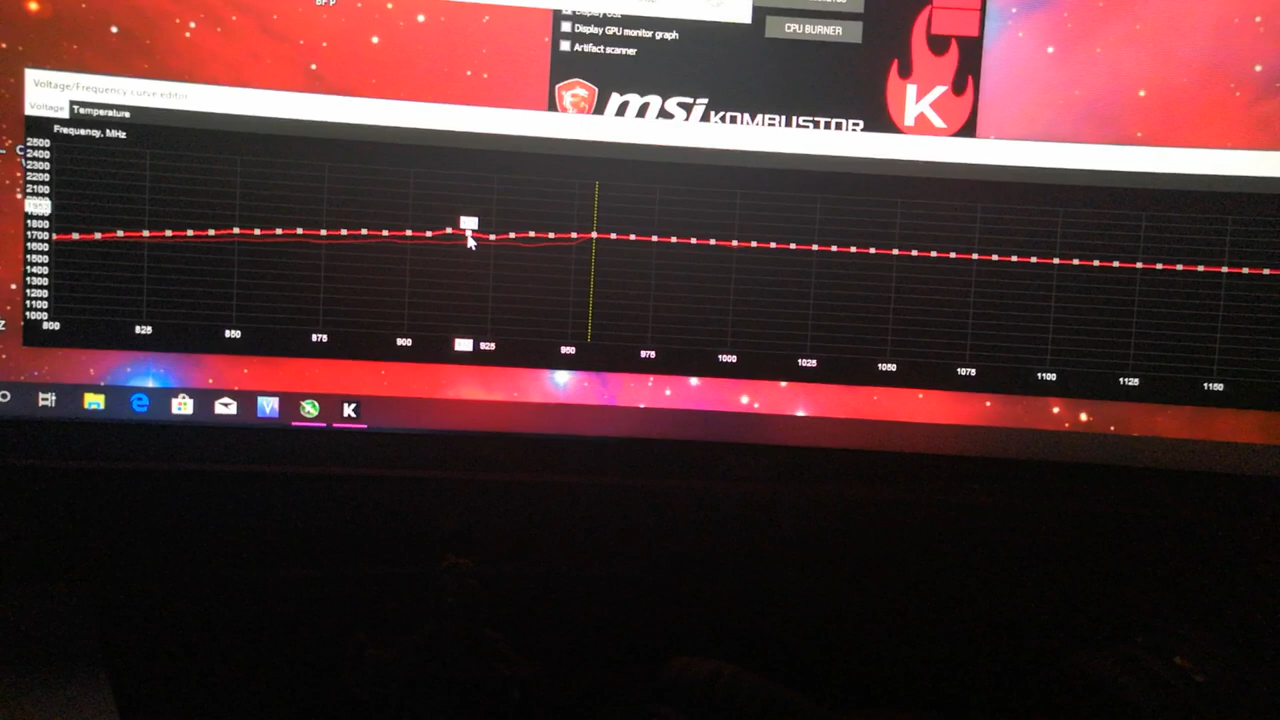 CPU BURNER
Display GPU monitor graph
Artifact scanner
msi KOMBUSTOR
K
Voltage/Frequency curve editor
Voltage Temperature
Frequency, MHz
2500
2400
2300
2200
2100
1800
1700
1600
1500
1400
1300
1200
1100
1000
800 825 850 875 900 925 950 975 1000 1025 1050 1075 1100 1125 1150
K